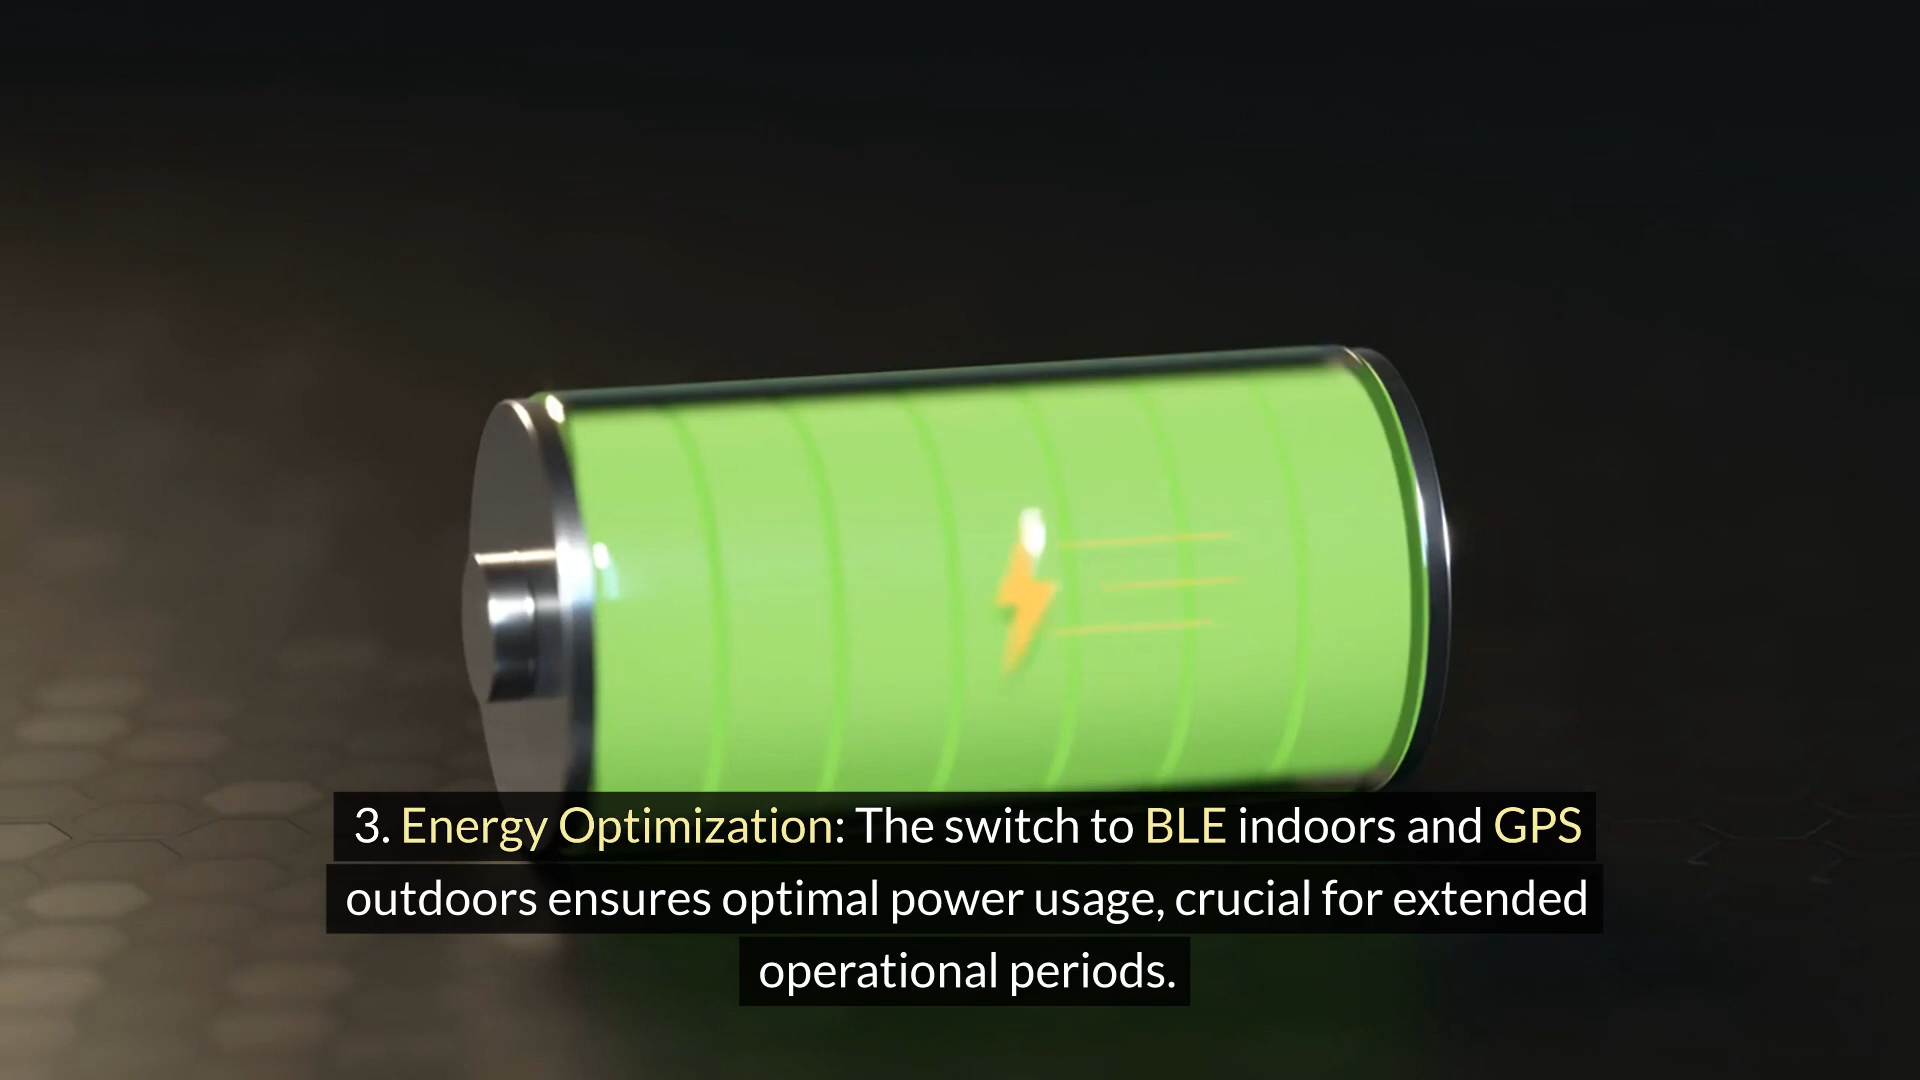 3. Energy Optimization: The switch to BLE indoors and GPS
outdoors ensures optimal power usage, crucial for extended
operational periods.